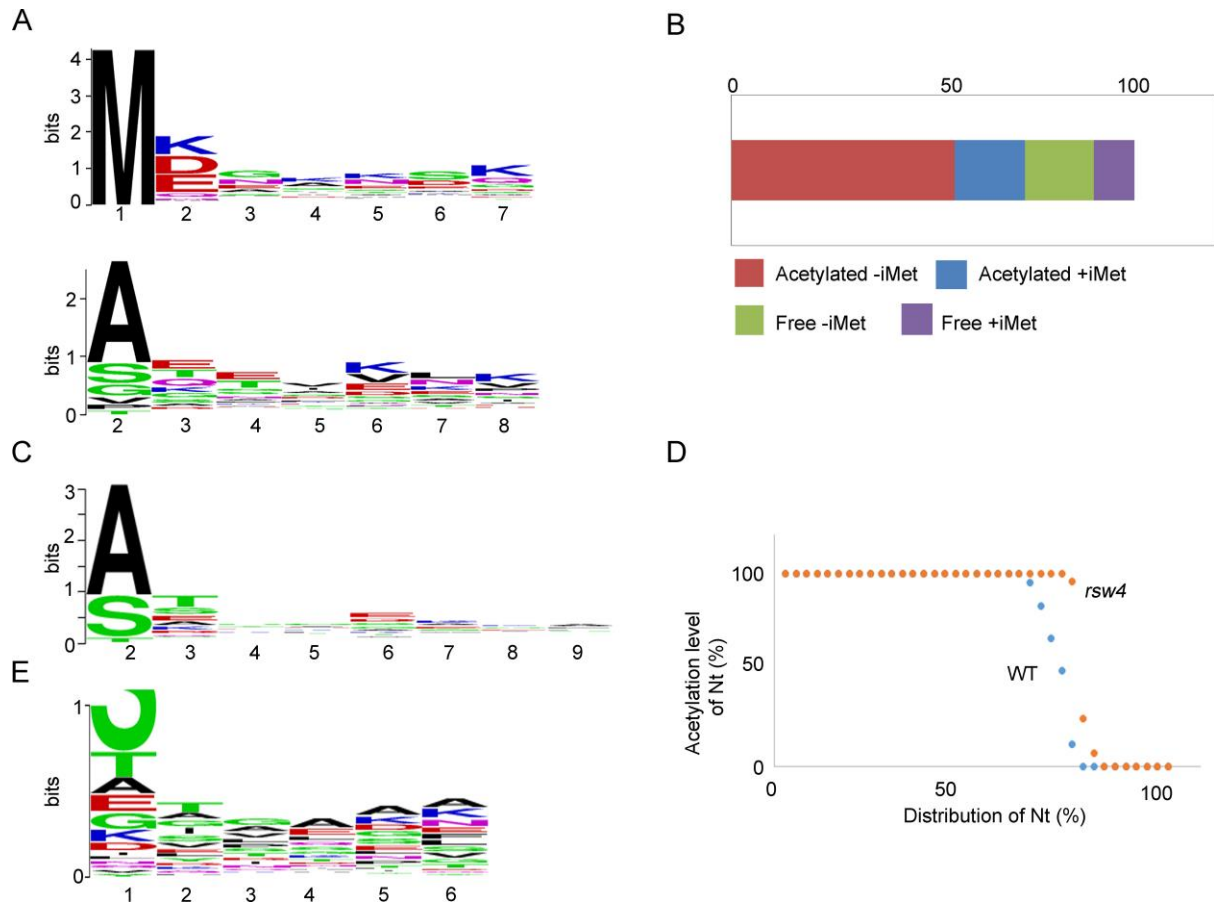 A
bits
4
3
2
1
0
M
K
D
E
G
N
K
G
K
1 2 3 4 5 6 7
bits
2
1
0
A
S
G
E
T
Q
K
E
T
K
N
K
2 3 4 5 6 7 8
B
0 50 100
Acetylated -iMet Acetylated +iMet
Free -iMet Free +iMet
C
bits
3
2
1
0
A
S
T
2 3 4 5 6 7 8 9
D
Acetylation level
of Nt (%)
100
50
0
rsw4
WT
0 50 100
Distribution of Nt (%)
E
bits
1
0
T
A
E
G
K
D
T
A
G
A
A
K
A
K
N
1 2 3 4 5 6